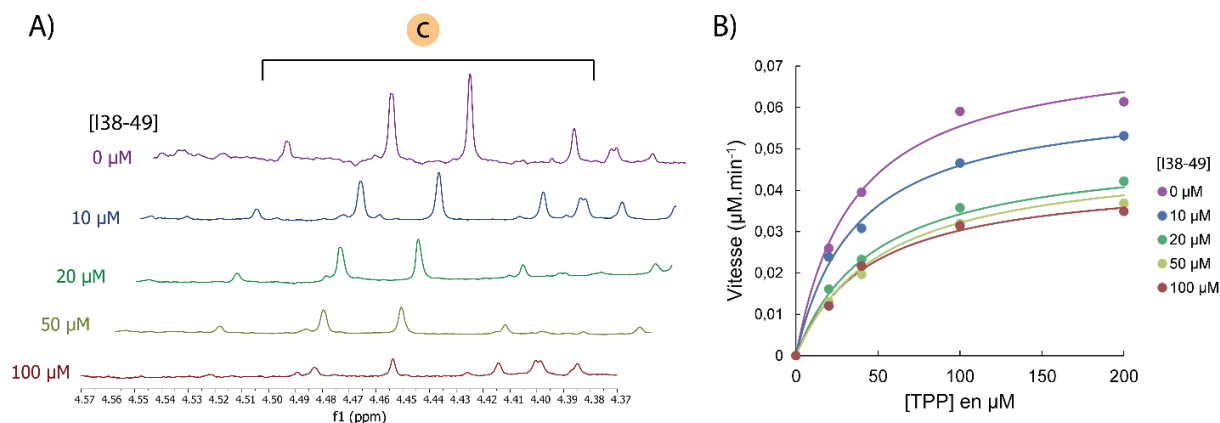 A)
C
[I38-49]
0 µM
10 µM
20 µM
50 µM
100 µM
4.57 4.56 4.55 4.54 4.53 4.52 4.51 4.50 4.49 4.48 4.47 4.46 4.45 4.44 4.43 4.42 4.41 4.40 4.39 4.38 4.37
f1 (ppm)
B)
Vitesse (µM.min-1)
0,07
0,06
0,05
0,04
0,03
0,02
0,01
0
0 50 100 150 200
[TPP] en µM
[I38-49]
0 µM
10 µM
20 µM
50 µM
100 µM